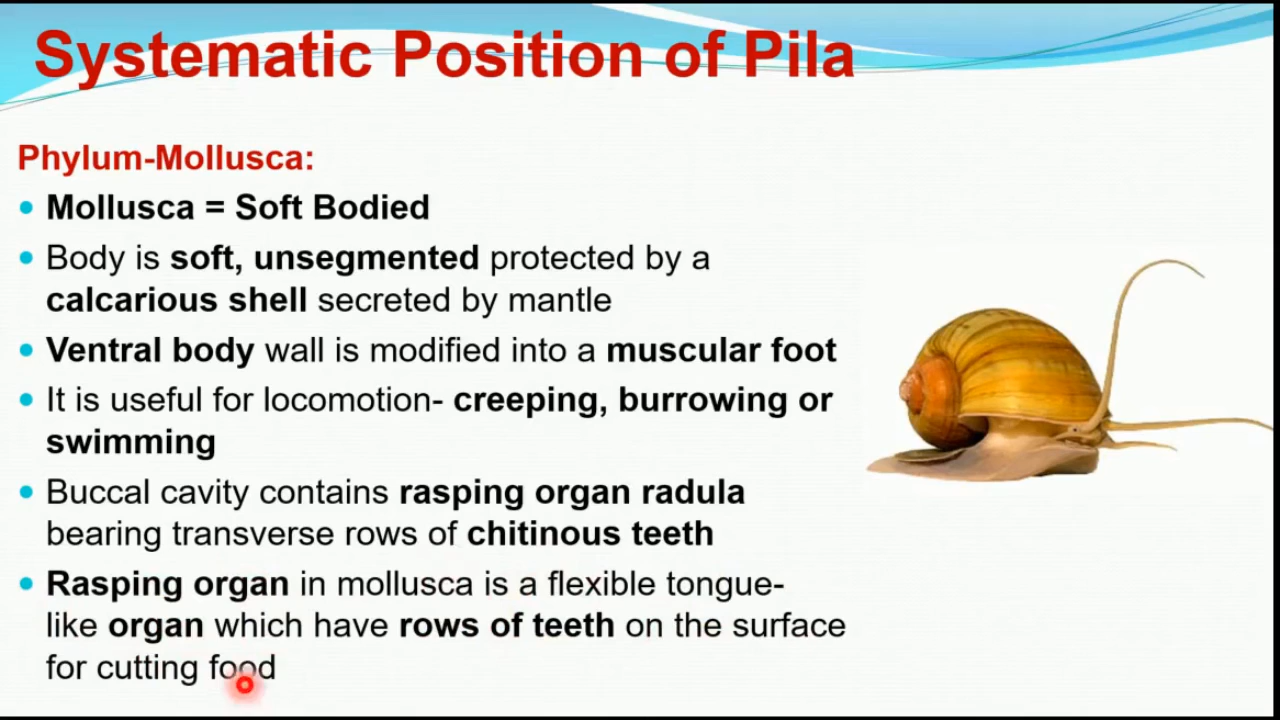 Systematic Position of Pila
Phylum-Mollusca:
• Mollusca = Soft Bodied
• Body is soft, unsegmented protected by a
calcarious shell secreted by mantle
• Ventral body wall is modified into a muscular foot
• It is useful for locomotion- creeping, burrowing or
swimming
• Buccal cavity contains rasping organ radula
bearing transverse rows of chitinous teeth
• Rasping organ in mollusca is a flexible tongue-
like organ which have rows of teeth on the surface
for cutting food